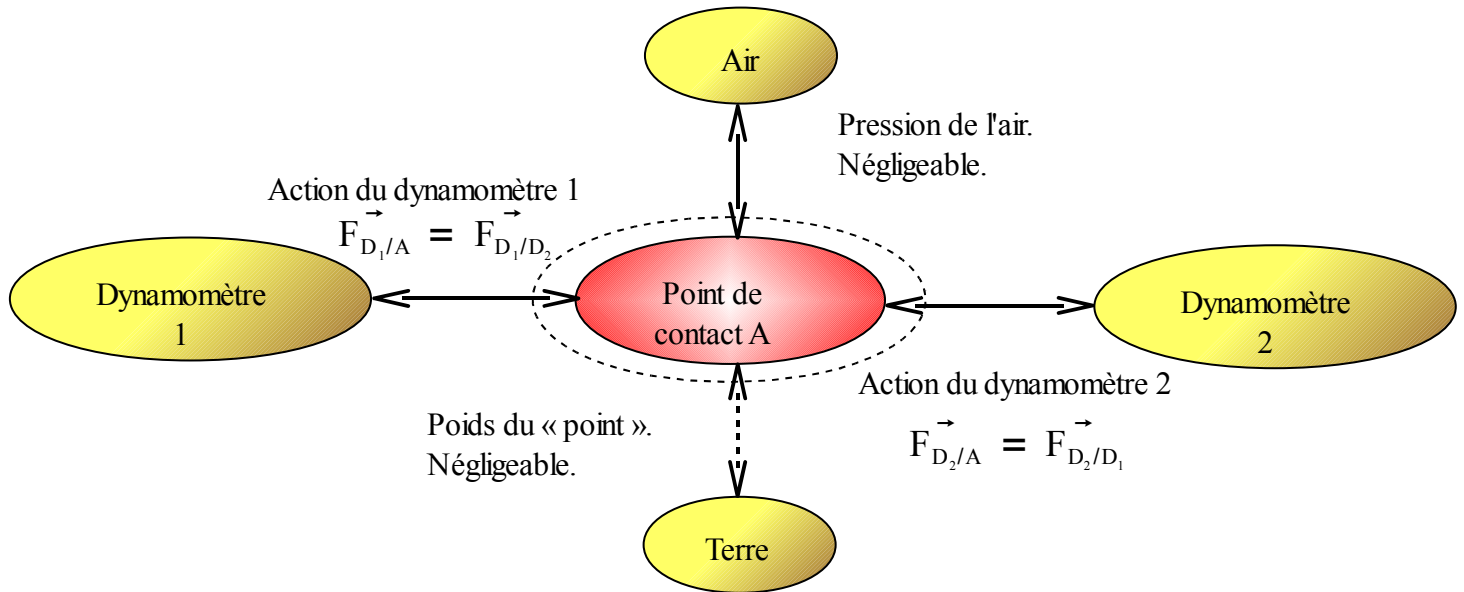 Air
Pression de l'air.
Négligeable.
Action du dynamomètre 1
F⃗ D₁/A = F⃗ D₁/D₂
Dynamomètre
1
Point de
contact A
Dynamomètre
2
Action du dynamomètre 2
F⃗ D₂/A = F⃗ D₂/D₁
Poids du « point ».
Négligeable.
Terre